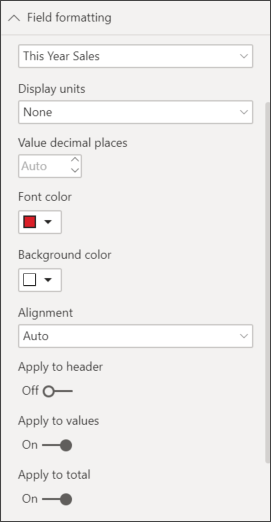 Field formatting
This Year Sales
Display units
None
Value decimal places
Auto
Font color
Background color
Alignment
Auto
Apply to header
Off
Apply to values
On
Apply to total
On